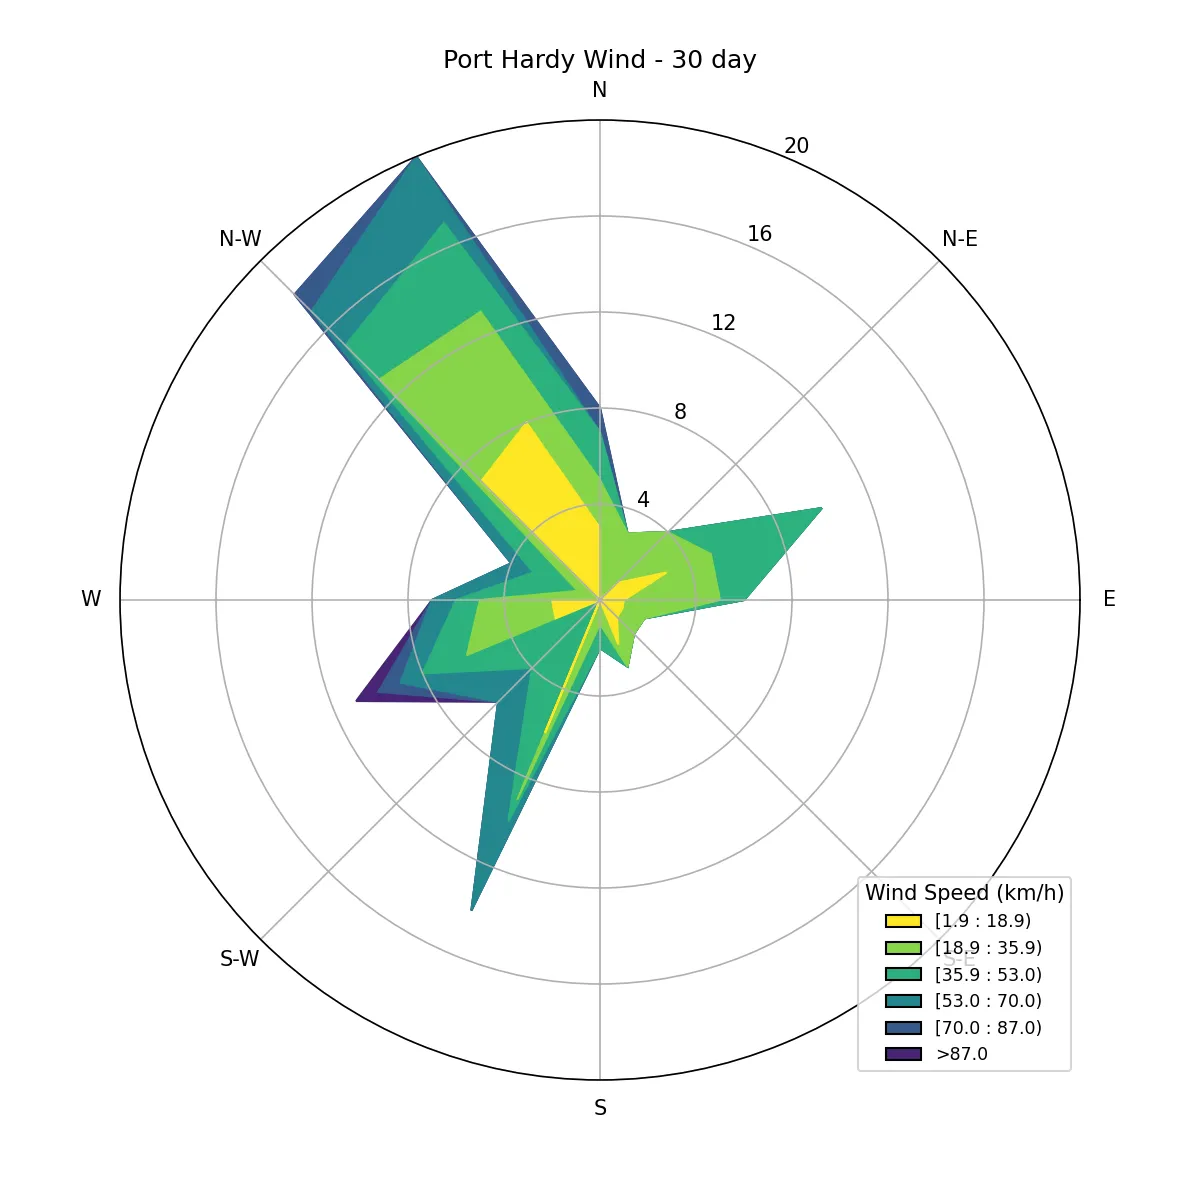 Port Hardy Wind - 30 day
N
20
16
N-W
N-E
12
8
4
W
E
S-W
S-E
Wind Speed (km/h)
[1.9 : 18.9)
[18.9 : 35.9)
[35.9 : 53.0)
[53.0 : 70.0)
[70.0 : 87.0)
>87.0
S